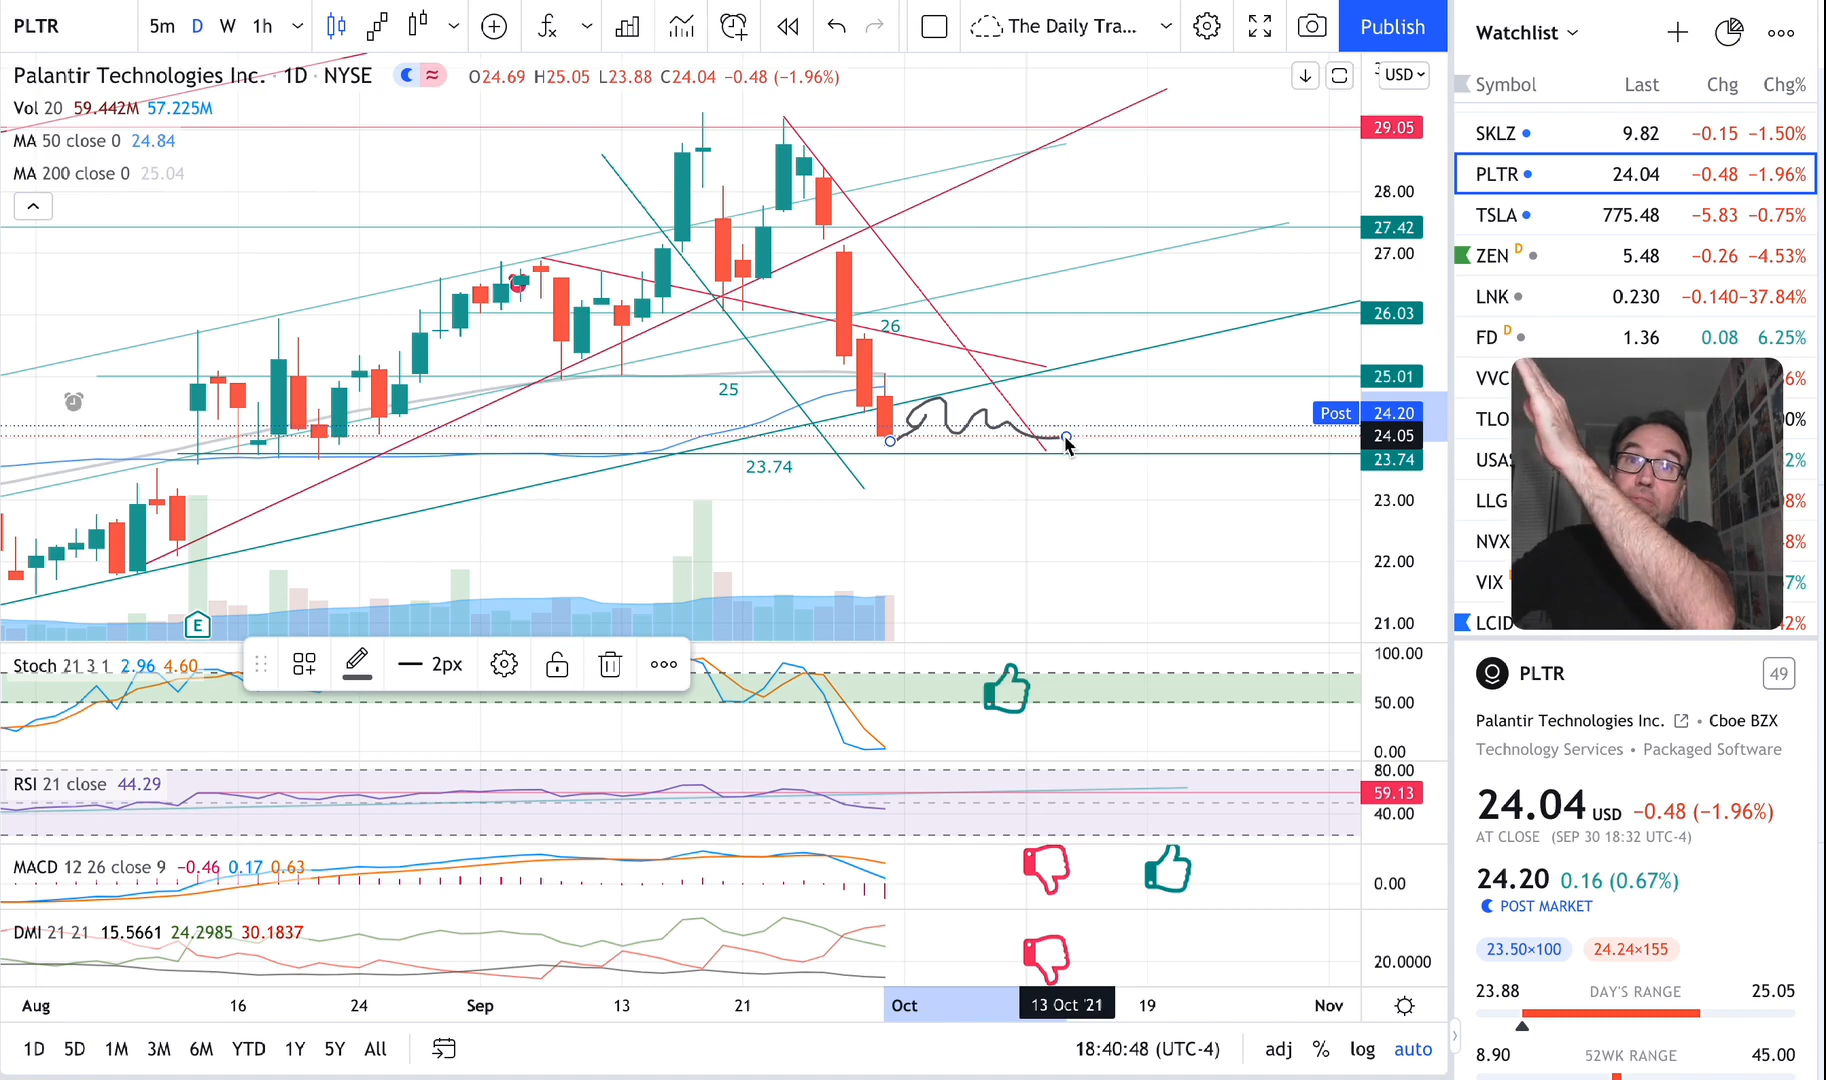 PLTR 5m D W 1h The Daily Tra... Publish
Palantir Technologies Inc. · 1D · NYSE O24.69 H25.05 L23.88 C24.04 −0.48 (−1.96%) USD
Vol 20 59.442M 57.225M
MA 50 close 0 24.84
MA 200 close 0 25.04
29.05
28.00
27.42
27.00
26.03
26
25.01
25
Post 24.20
24.05
23.74
23.74
23.00
22.00
21.00
E
Stoch 21 3 1 2.96 4.60
2px
100.00
50.00
0.00
RSI 21 close 44.29
80.00
59.13
40.00
MACD 12 26 close 9 −0.46 0.17 0.63
0.00
DMI 21 21 15.5661 24.2985 30.1837
20.0000
Aug 16 24 Sep 13 21 Oct 13 Oct '21 19 Nov
1D 5D 1M 3M 6M YTD 1Y 5Y All 18:40:48 (UTC-4) adj % log auto
Watchlist
Symbol Last Chg Chg%
SKLZ 9.82 −0.15 −1.50%
PLTR 24.04 −0.48 −1.96%
TSLA 775.48 −5.83 −0.75%
ZEN D 5.48 −0.26 −4.53%
LNK 0.230 −0.140 −37.84%
FD D 1.36 0.08 6.25%
VVC 6%
TLO 0%
USAS 2%
LLG 8%
NVX 8%
VIX 7%
LCID 2%
PLTR 49
Palantir Technologies Inc. • Cboe BZX
Technology Services • Packaged Software
24.04 USD −0.48 (−1.96%)
AT CLOSE (SEP 30 18:32 UTC-4)
24.20 0.16 (0.67%)
POST MARKET
23.50×100 24.24×155
23.88 DAY'S RANGE 25.05
8.90 52WK RANGE 45.00